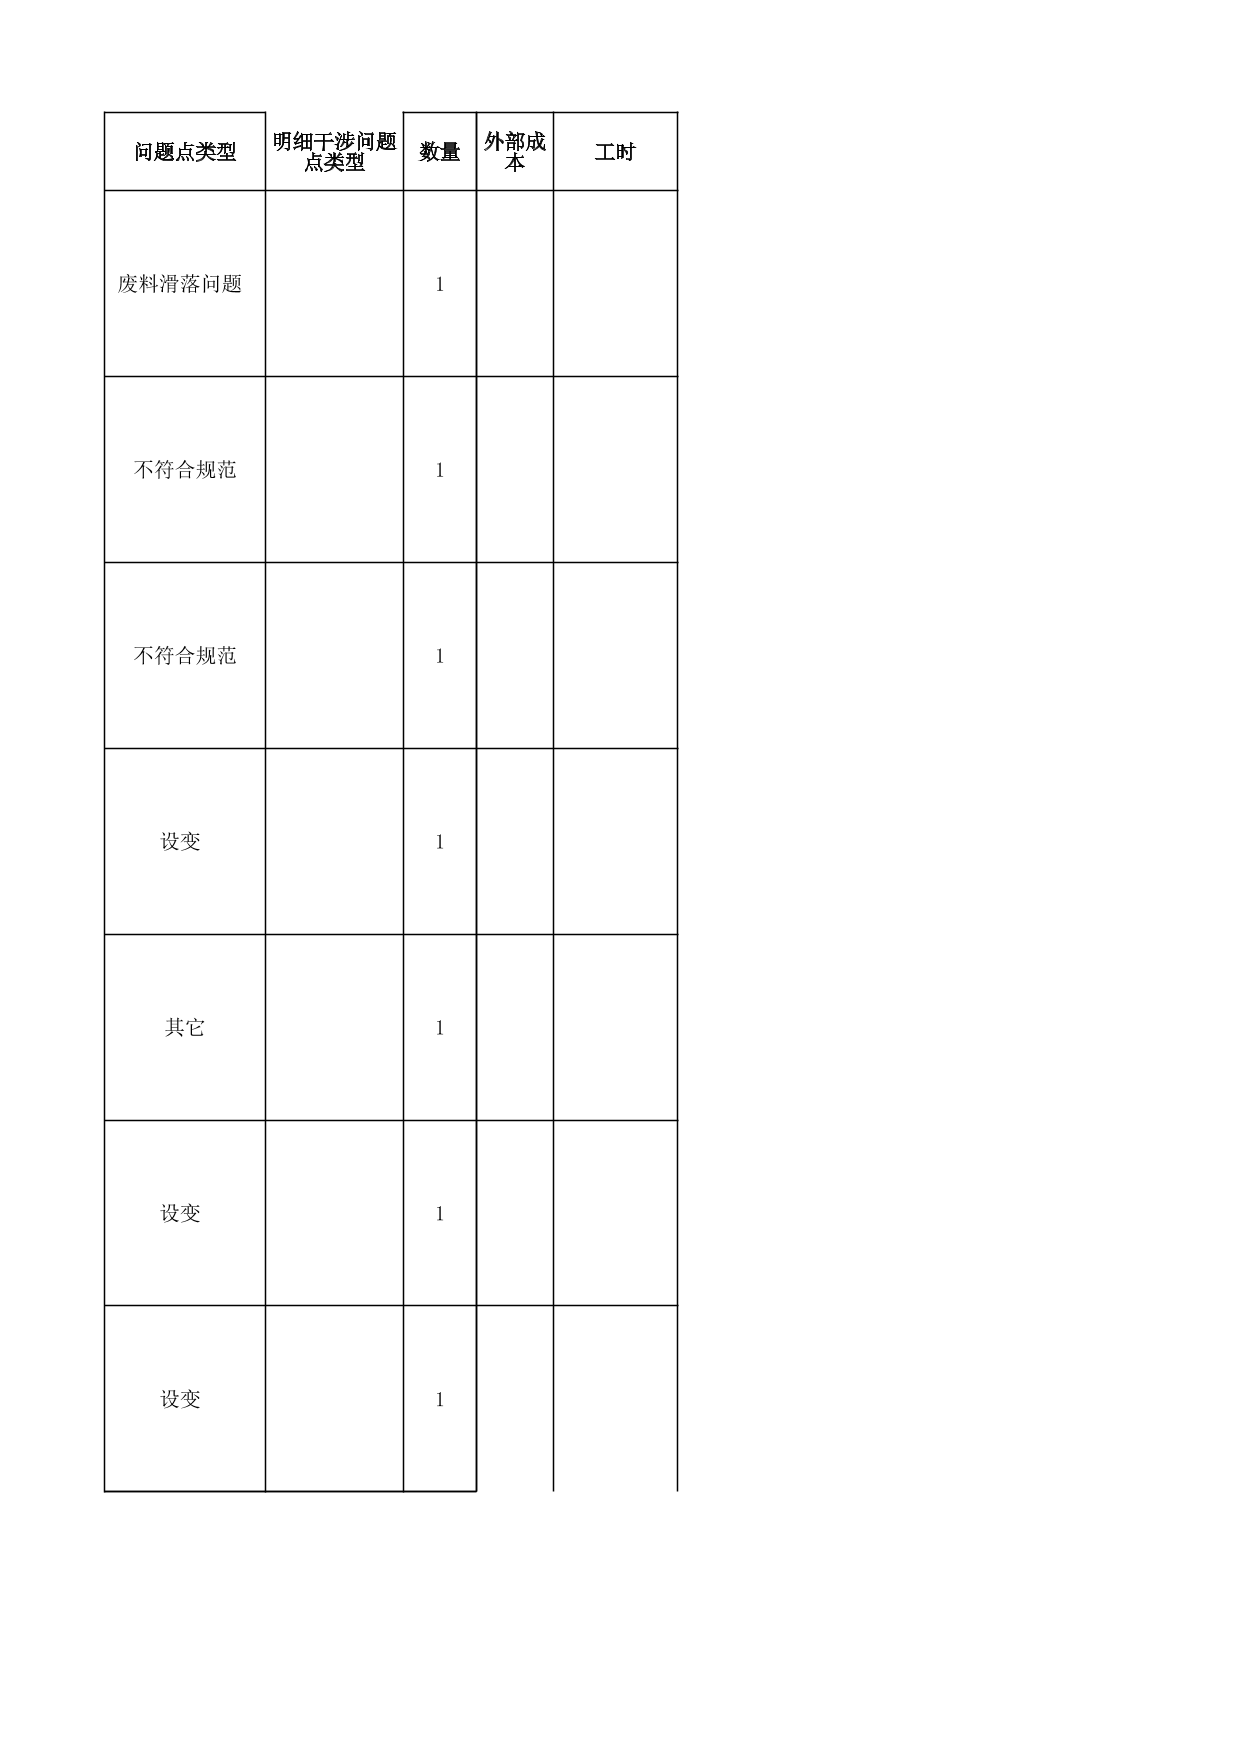 问题点类型 明细干涉问题 数量 外部成 工时
点类型 本
废料滑落问题 1
不符合规范 1
不符合规范 1
设变 1
其它 1
设变 1
设变 1